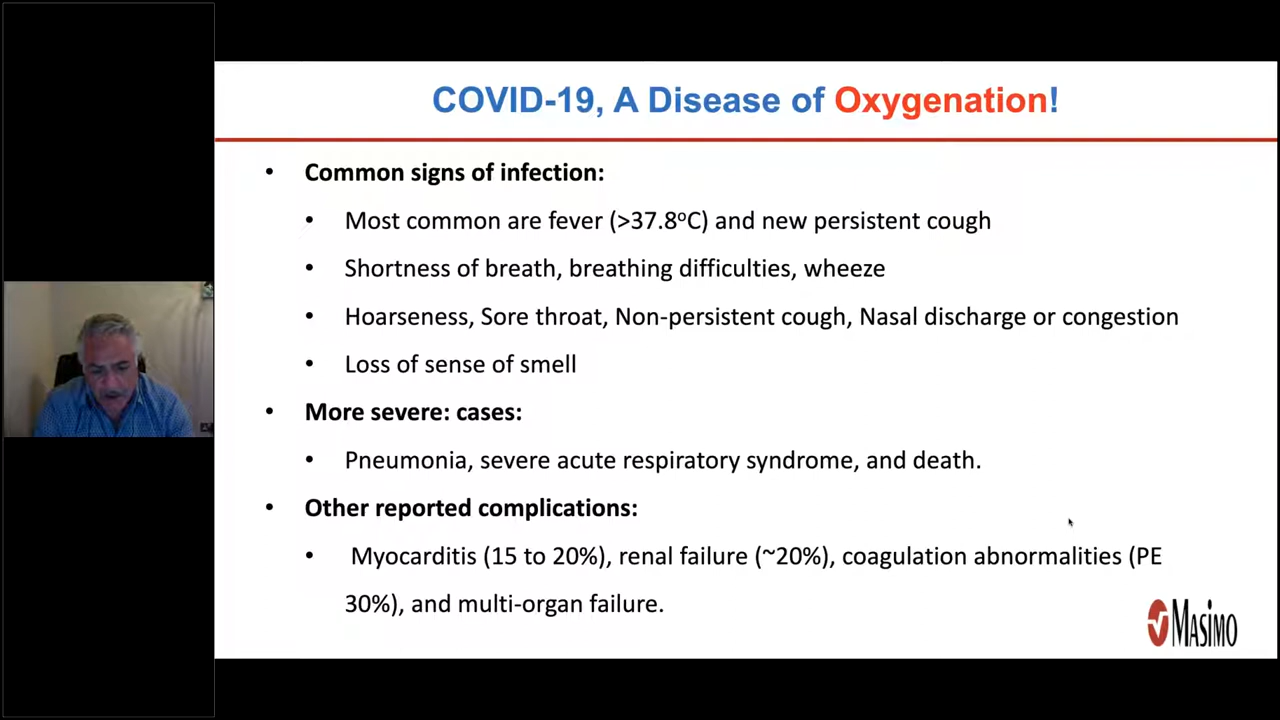 COVID-19, A Disease of Oxygenation!
• Common signs of infection:
• Most common are fever (>37.8ºC) and new persistent cough
• Shortness of breath, breathing difficulties, wheeze
• Hoarseness, Sore throat, Non-persistent cough, Nasal discharge or congestion
• Loss of sense of smell
• More severe: cases:
• Pneumonia, severe acute respiratory syndrome, and death.
• Other reported complications:
• Myocarditis (15 to 20%), renal failure (~20%), coagulation abnormalities (PE
30%), and multi-organ failure.
Masimo